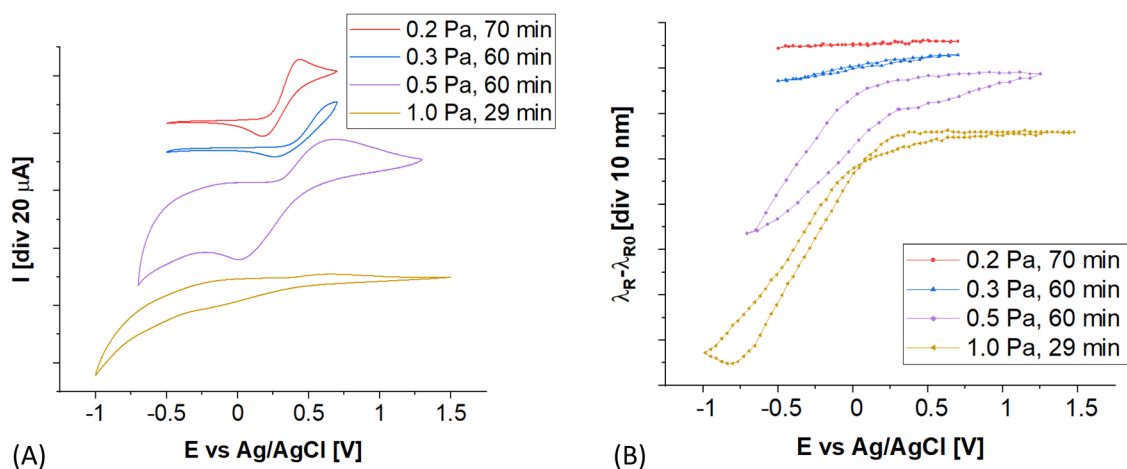 (A)
I [div 20 μA]
0.2 Pa, 70 min
0.3 Pa, 60 min
0.5 Pa, 60 min
1.0 Pa, 29 min
-1 -0.5 0 0.5 1 1.5
E vs Ag/AgCl [V]
(B)
λR-λR0 [div 10 nm]
0.2 Pa, 70 min
0.3 Pa, 60 min
0.5 Pa, 60 min
1.0 Pa, 29 min
-1 -0.5 0 0.5 1 1.5
E vs Ag/AgCl [V]